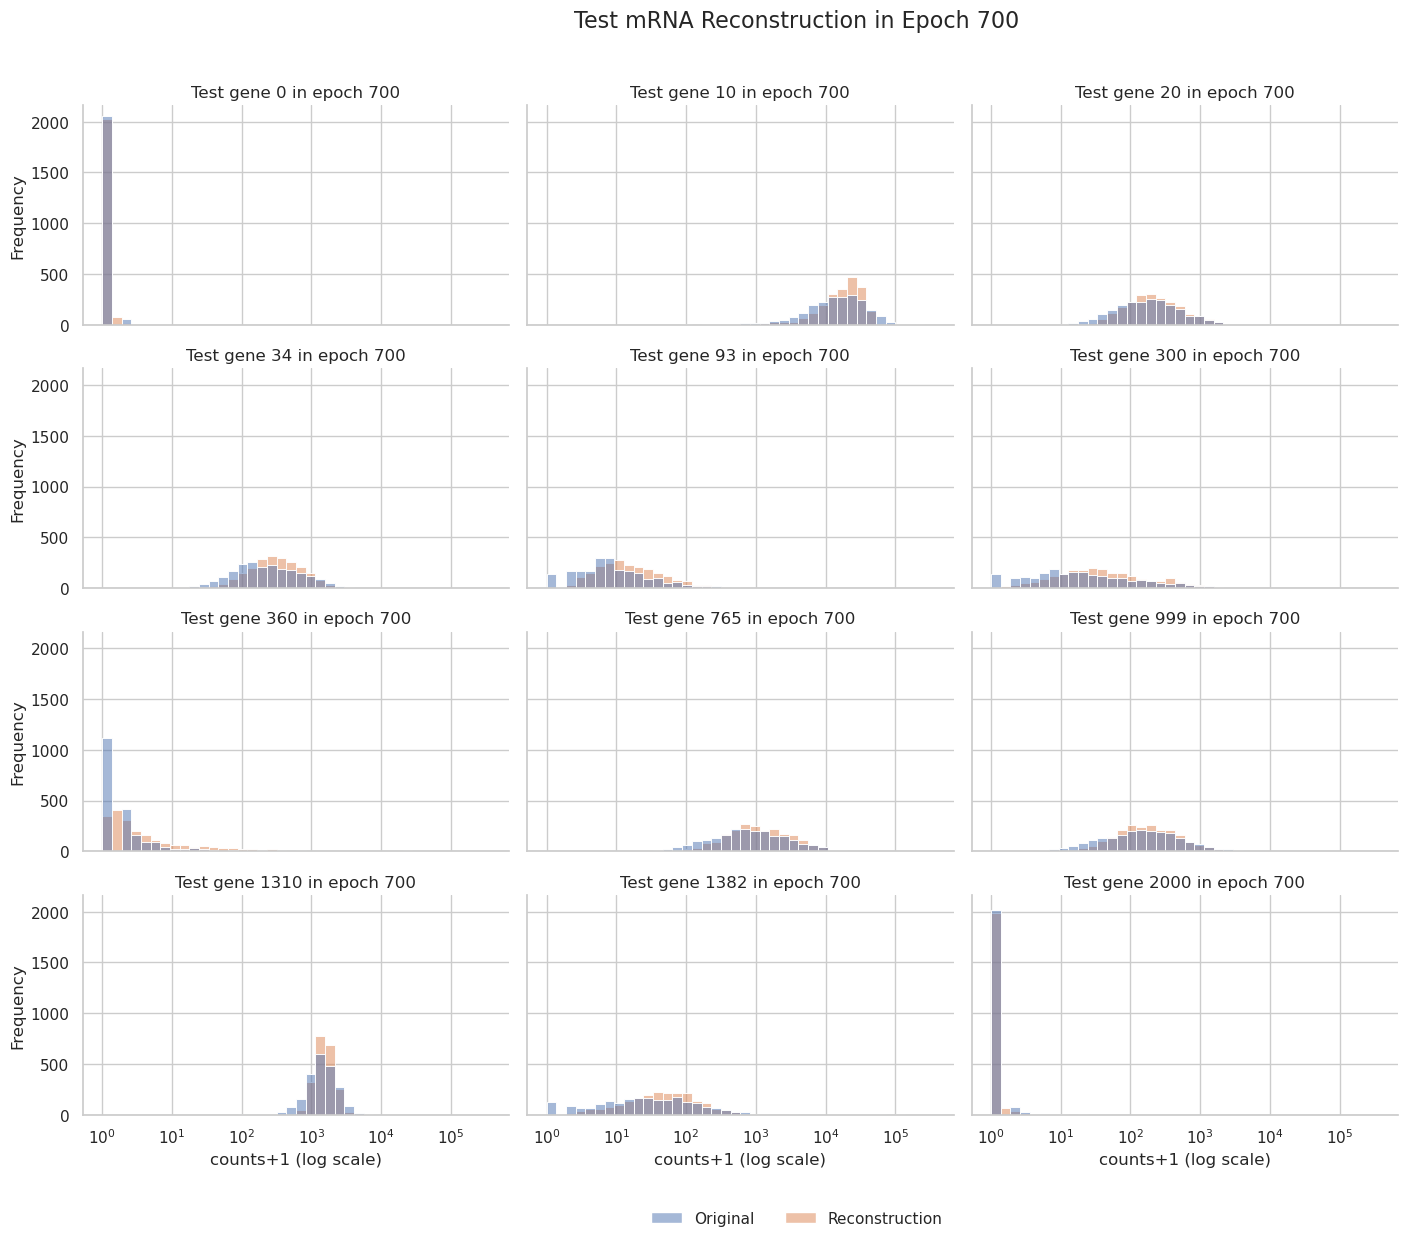 Test mRNA Reconstruction in Epoch 700
Test gene 0 in epoch 700
Test gene 10 in epoch 700
Test gene 20 in epoch 700
2000
1500
1000
500
0
Frequency
Test gene 34 in epoch 700
Test gene 93 in epoch 700
Test gene 300 in epoch 700
2000
1500
1000
500
0
Frequency
Test gene 360 in epoch 700
Test gene 765 in epoch 700
Test gene 999 in epoch 700
2000
1500
1000
500
0
Frequency
Test gene 1310 in epoch 700
Test gene 1382 in epoch 700
Test gene 2000 in epoch 700
2000
1500
1000
500
0
Frequency
10⁰ 10¹ 10² 10³ 10⁴ 10⁵
10⁰ 10¹ 10² 10³ 10⁴ 10⁵
10⁰ 10¹ 10² 10³ 10⁴ 10⁵
counts+1 (log scale)
counts+1 (log scale)
counts+1 (log scale)
Original
Reconstruction